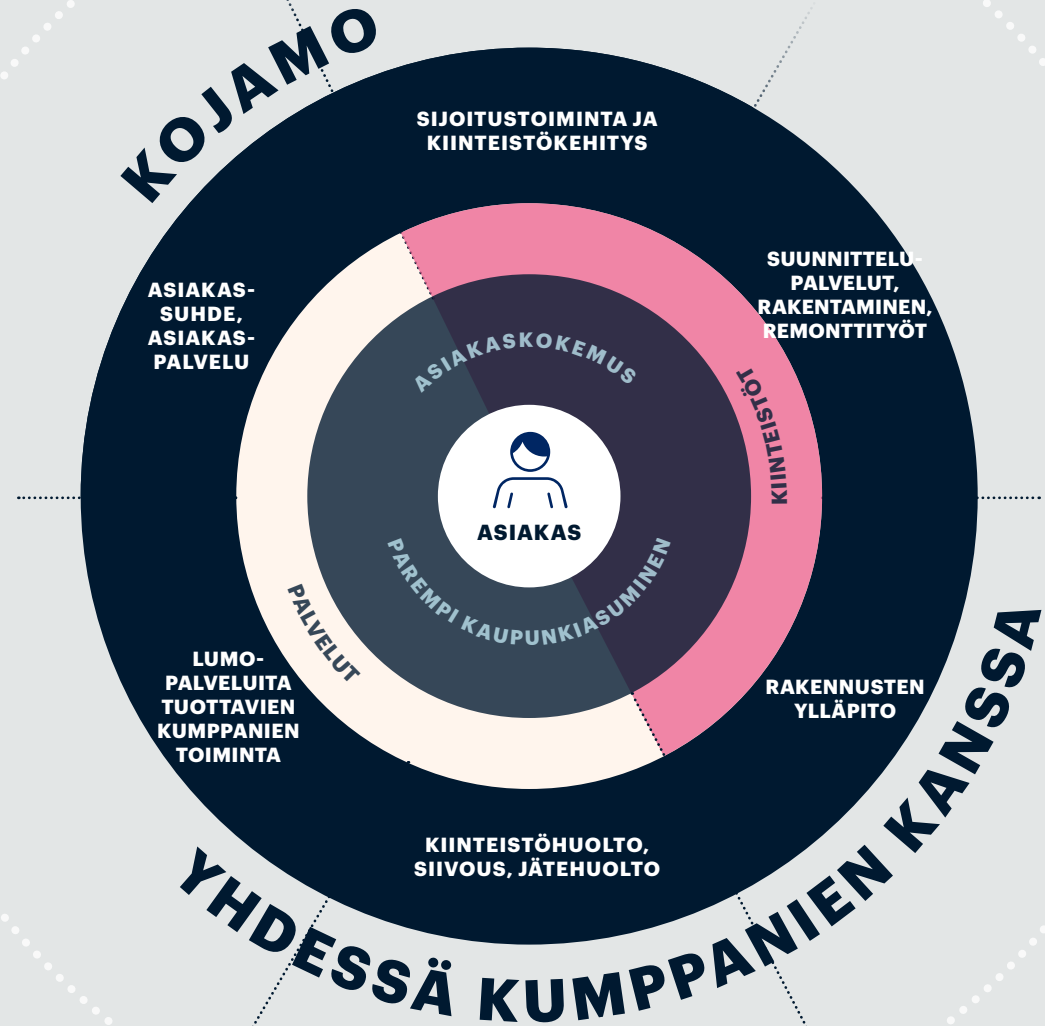 KOJAMO
SIJOITUSTOIMINTA JA
KIINTEISTÖKEHITYS
SUUNNITTELU-
PALVELUT,
RAKENTAMINEN,
REMONTTITYÖT
ASIAKAS-
SUHDE,
ASIAKAS-
PALVELU
ASIAKASKOKEMUS
KIINTEISTÖT
ASIAKAS
PAREMPI KAUPUNKIASUMINEN
PALVELUT
LUMO-
PALVELUITA
TUOTTAVIEN
KUMPPANIEN
TOIMINTA
RAKENNUSTEN
YLLÄPITO
KIINTEISTÖHUOLTO,
SIIVOUS, JÄTEHUOLTO
YHDESSÄ KUMPPANIEN KANSSA